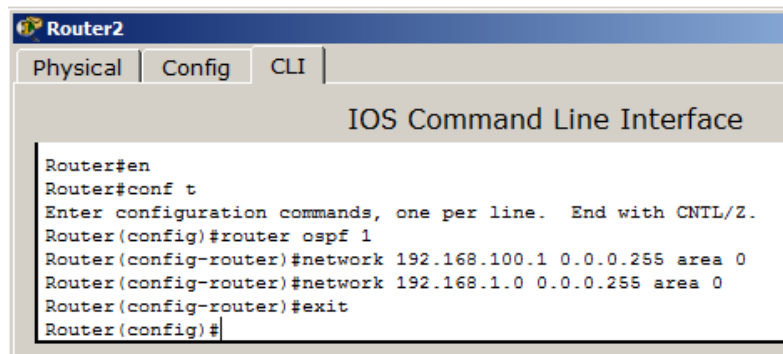 Router2
Physical Config CLI
IOS Command Line Interface
Router#en
Router#conf t
Enter configuration commands, one per line.  End with CNTL/Z.
Router(config)#router ospf 1
Router(config-router)#network 192.168.100.1 0.0.0.255 area 0
Router(config-router)#network 192.168.1.0 0.0.0.255 area 0
Router(config-router)#exit
Router(config)#